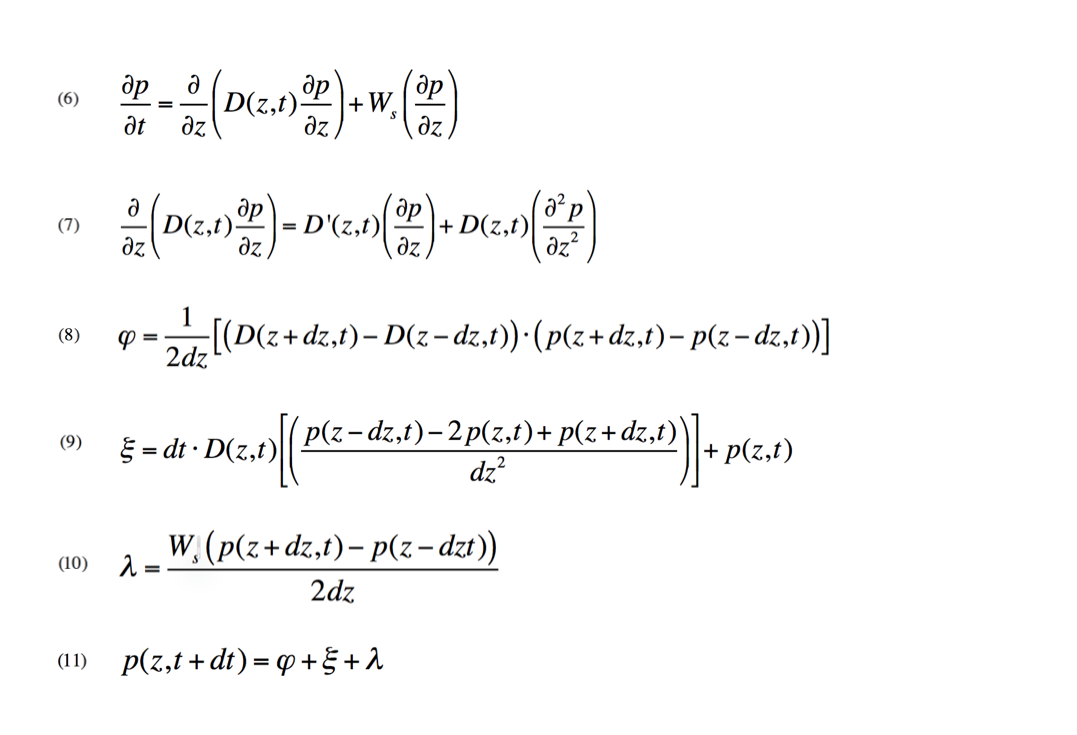 (6) ∂p/∂t = ∂/∂z (D(z,t) ∂p/∂z) + W_s (∂p/∂z)
(7) ∂/∂z (D(z,t) ∂p/∂z) = D'(z,t) (∂p/∂z) + D(z,t) (∂²p/∂z²)
(8) φ = 1/2dz [(D(z+dz,t) − D(z−dz,t)) · (p(z+dz,t) − p(z−dz,t))]
(9) ξ = dt · D(z,t) [((p(z−dz,t) − 2p(z,t) + p(z+dz,t))/dz²)] + p(z,t)
(10) λ = W_s (p(z+dz,t) − p(z−dzt))/2dz
(11) p(z,t+dt) = φ + ξ + λ